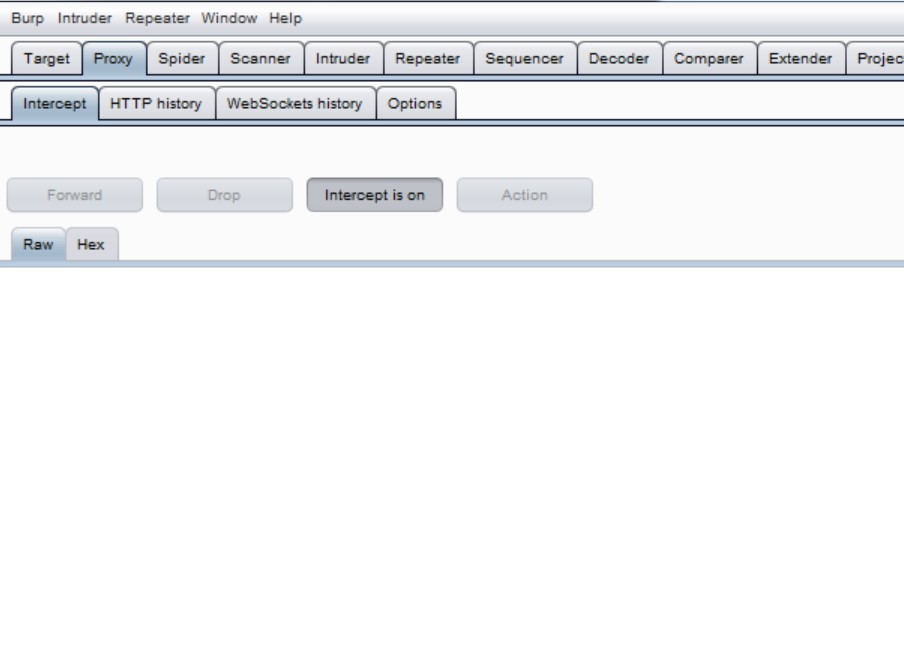 Burp Intruder Repeater Window Help
Target Proxy Spider Scanner Intruder Repeater Sequencer Decoder Comparer Extender Projec
Intercept HTTP history WebSockets history Options
Forward Drop Intercept is on Action
Raw Hex